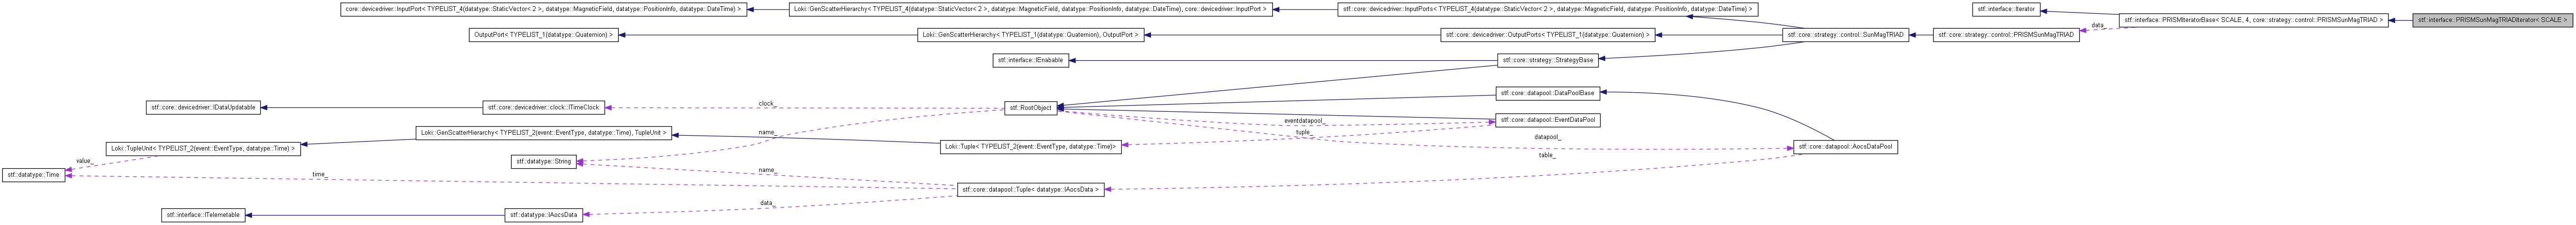 core::devicedriver::InputPort< TYPELIST_4(datatype::StaticVector< 2 >, datatype::MagneticField, datatype::PositionInfo, datatype::DateTime) >
Loki::GenScatterHierarchy< TYPELIST_4(datatype::StaticVector< 2 >, datatype::MagneticField, datatype::PositionInfo, datatype::DateTime), core::devicedriver::InputPort >
stf::core::devicedriver::InputPorts< TYPELIST_4(datatype::StaticVector< 2 >, datatype::MagneticField, datatype::PositionInfo, datatype::DateTime) >
stf::interface::Iterator
stf::interface::PRISMIteratorBase< SCALE, 4, core::strategy::control::PRISMSunMagTRIAD >
stf::interface::PRISMSunMagTRIADIterator< SCALE >
data_
OutputPort< TYPELIST_1(datatype::Quaternion) >
Loki::GenScatterHierarchy< TYPELIST_1(datatype::Quaternion), OutputPort >
stf::core::devicedriver::OutputPorts< TYPELIST_1(datatype::Quaternion) >
stf::core::strategy::control::SunMagTRIAD
stf::core::strategy::control::PRISMSunMagTRIAD
stf::interface::IEnabable
stf::core::strategy::StrategyBase
stf::core::datapool::DataPoolBase
clock_
stf::core::devicedriver::IDataUpdatable
stf::core::devicedriver::clock::ITimeClock
stf::RootObject
eventdatapool_
stf::core::datapool::EventDataPool
name_
tuple_
Loki::GenScatterHierarchy< TYPELIST_2(event::EventType, datatype::Time), TupleUnit >
datapool_
Loki::TupleUnit< TYPELIST_2(event::EventType, datatype::Time) >
Loki::Tuple< TYPELIST_2(event::EventType, datatype::Time)>
stf::core::datapool::AocsDataPool
table_
value_
stf::datatype::String
name_
stf::datatype::Time
time_
stf::core::datapool::Tuple< datatype::IAocsData >
data_
stf::interface::ITelemetable
stf::datatype::IAocsData